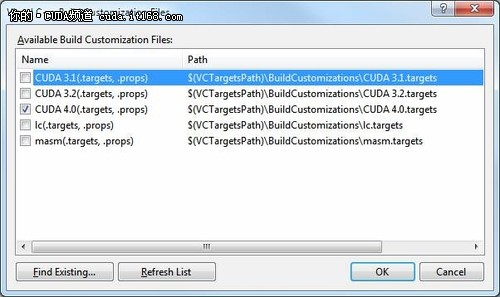 你的·CUDA频道 cuda.it168.com
Customization Files
Available Build Customization Files:
Name Path
CUDA 3.1(.targets, .props) $(VCTargetsPath)\BuildCustomizations\CUDA 3.1.targets
CUDA 3.2(.targets, .props) $(VCTargetsPath)\BuildCustomizations\CUDA 3.2.targets
CUDA 4.0(.targets, .props) $(VCTargetsPath)\BuildCustomizations\CUDA 4.0.targets
lc(.targets, .props) $(VCTargetsPath)\BuildCustomizations\lc.targets
masm(.targets, .props) $(VCTargetsPath)\BuildCustomizations\masm.targets
Find Existing... Refresh List OK Cancel